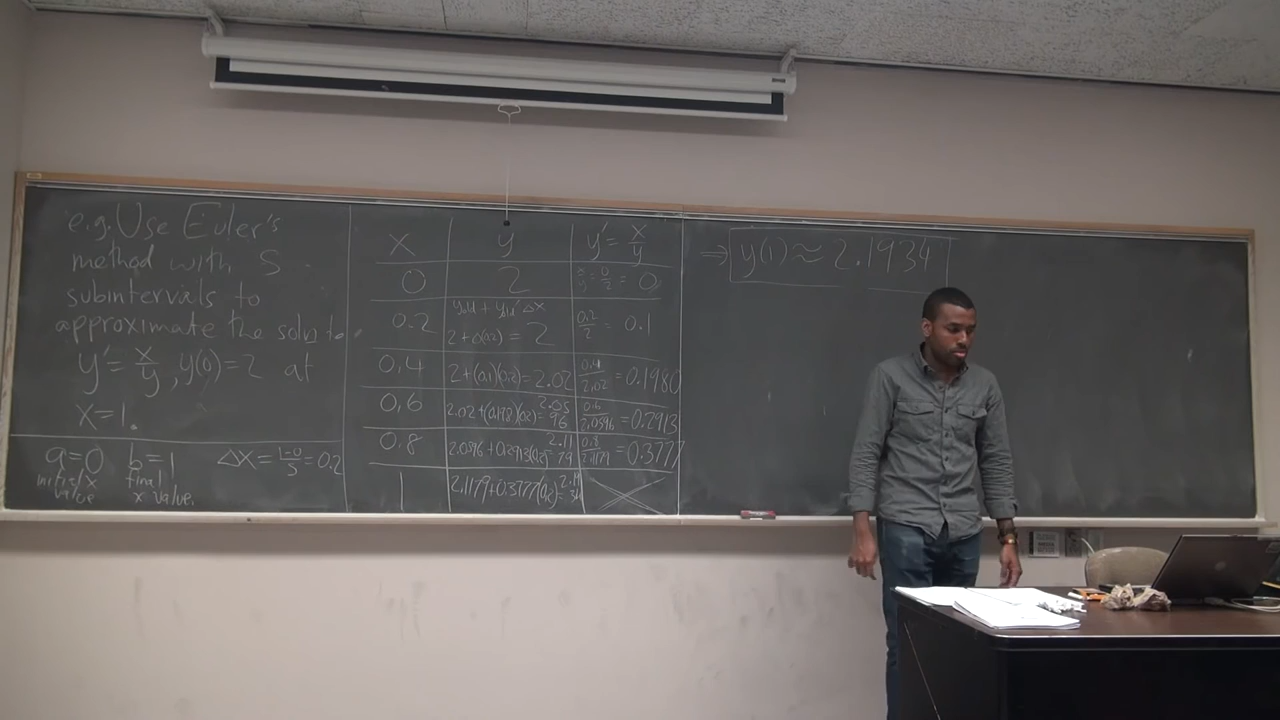 e.g. Use Euler's
method with 5
subintervals to
approximate the soln to
y' = x/y, y(0) = 2 at
x = 1.
a = 0 b = 1 Δx = 1-0/5 = 0.2
initial x value final x value
x y y' = x/y
0 2 x/y = 0/2 = 0
yold + yold' Δx
0.2 2 + 0(0.2) = 2 0.2/2 = 0.1
0.4 2 + (0.1)(0.2) = 2.02 0.4/2.02 = 0.1980
0.6 2.02 + (0.198)(0.2) = 2.0596 0.6/2.0596 = 0.2913
0.8 2.0596 + 0.2913(0.2) = 2.1179 0.8/2.1179 = 0.3777
1 2.1179 + 0.3777(0.2) = 2.1934
⇒ y(1) ≈ 2.1934